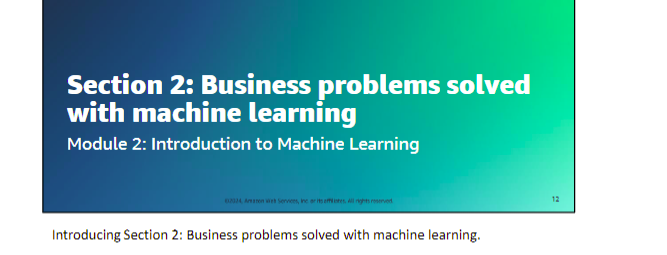 Section 2: Business problems solved
with machine learning
Module 2: Introduction to Machine Learning
©2024, Amazon Web Services, Inc. or its affiliates. All rights reserved.
12
Introducing Section 2: Business problems solved with machine learning.